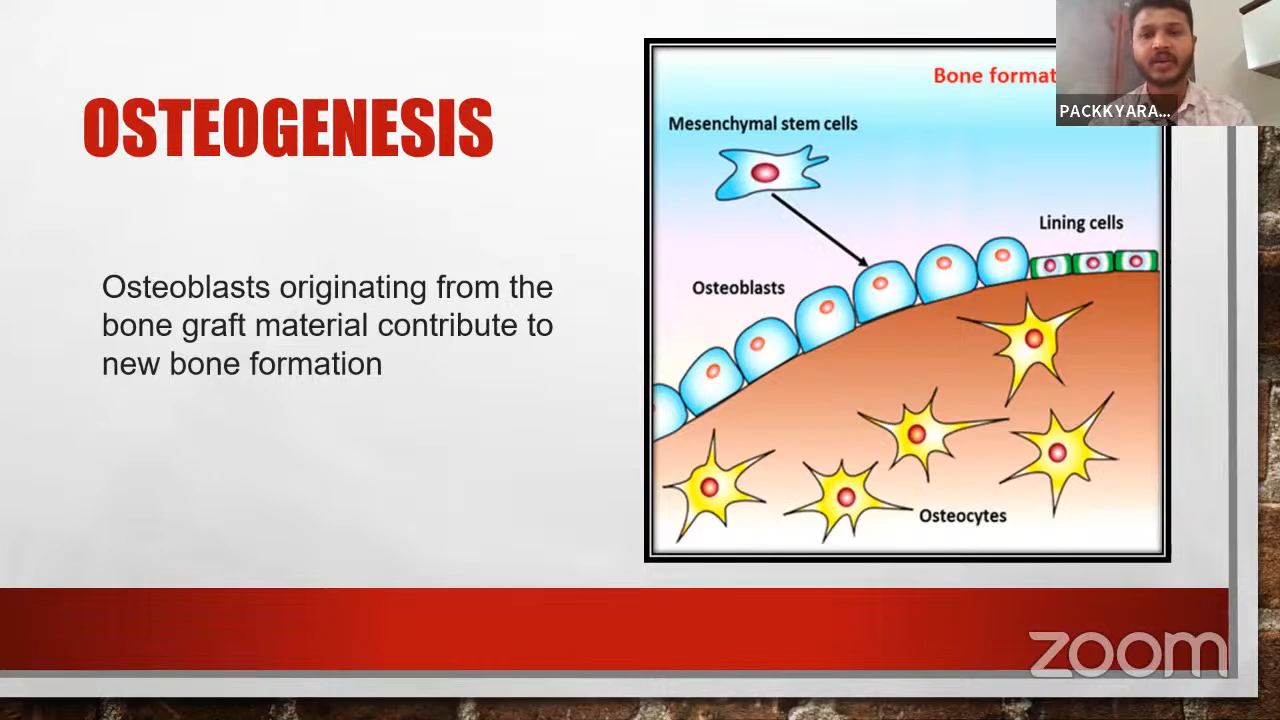 OSTEOGENESIS
Osteoblasts originating from the
bone graft material contribute to
new bone formation
Bone format
Mesenchymal stem cells
Lining cells
Osteoblasts
Osteocytes
PACKKYARA...
zoom